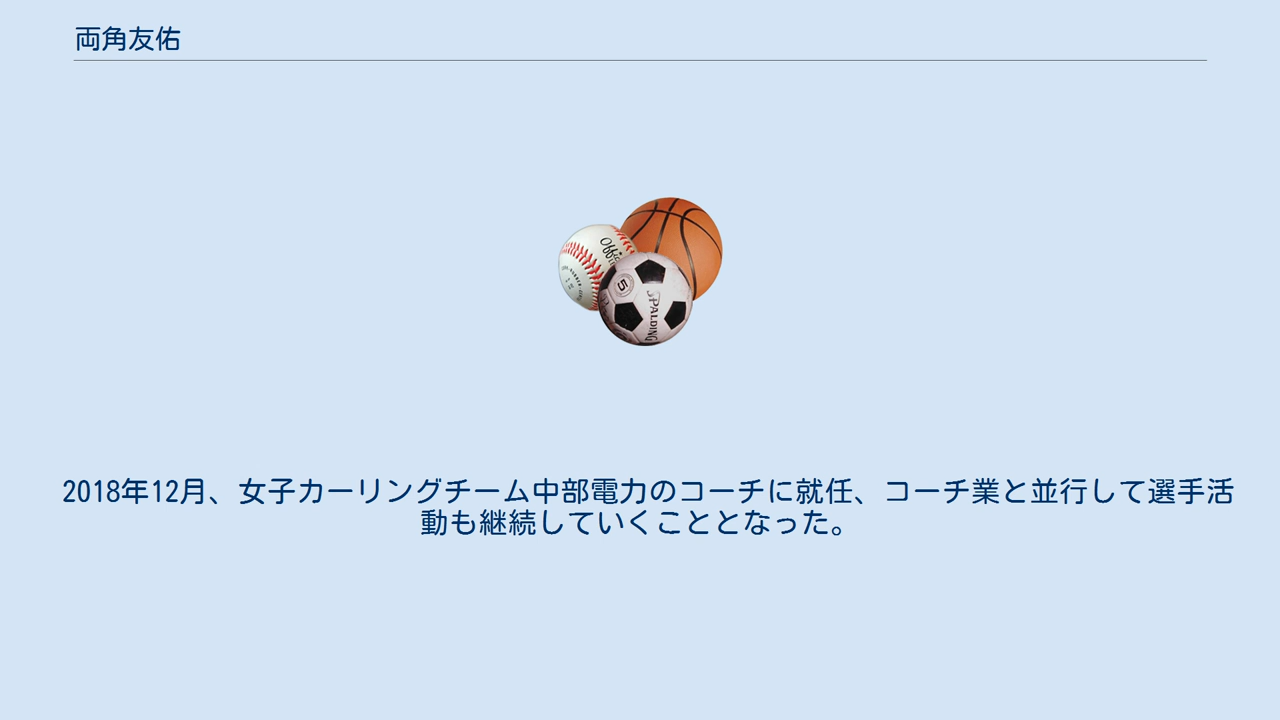 両角友佑
Offic
5
SPALDING
2018年12月、女子カーリングチーム中部電力のコーチに就任、コーチ業と並行して選手活
動も継続していくこととなった。